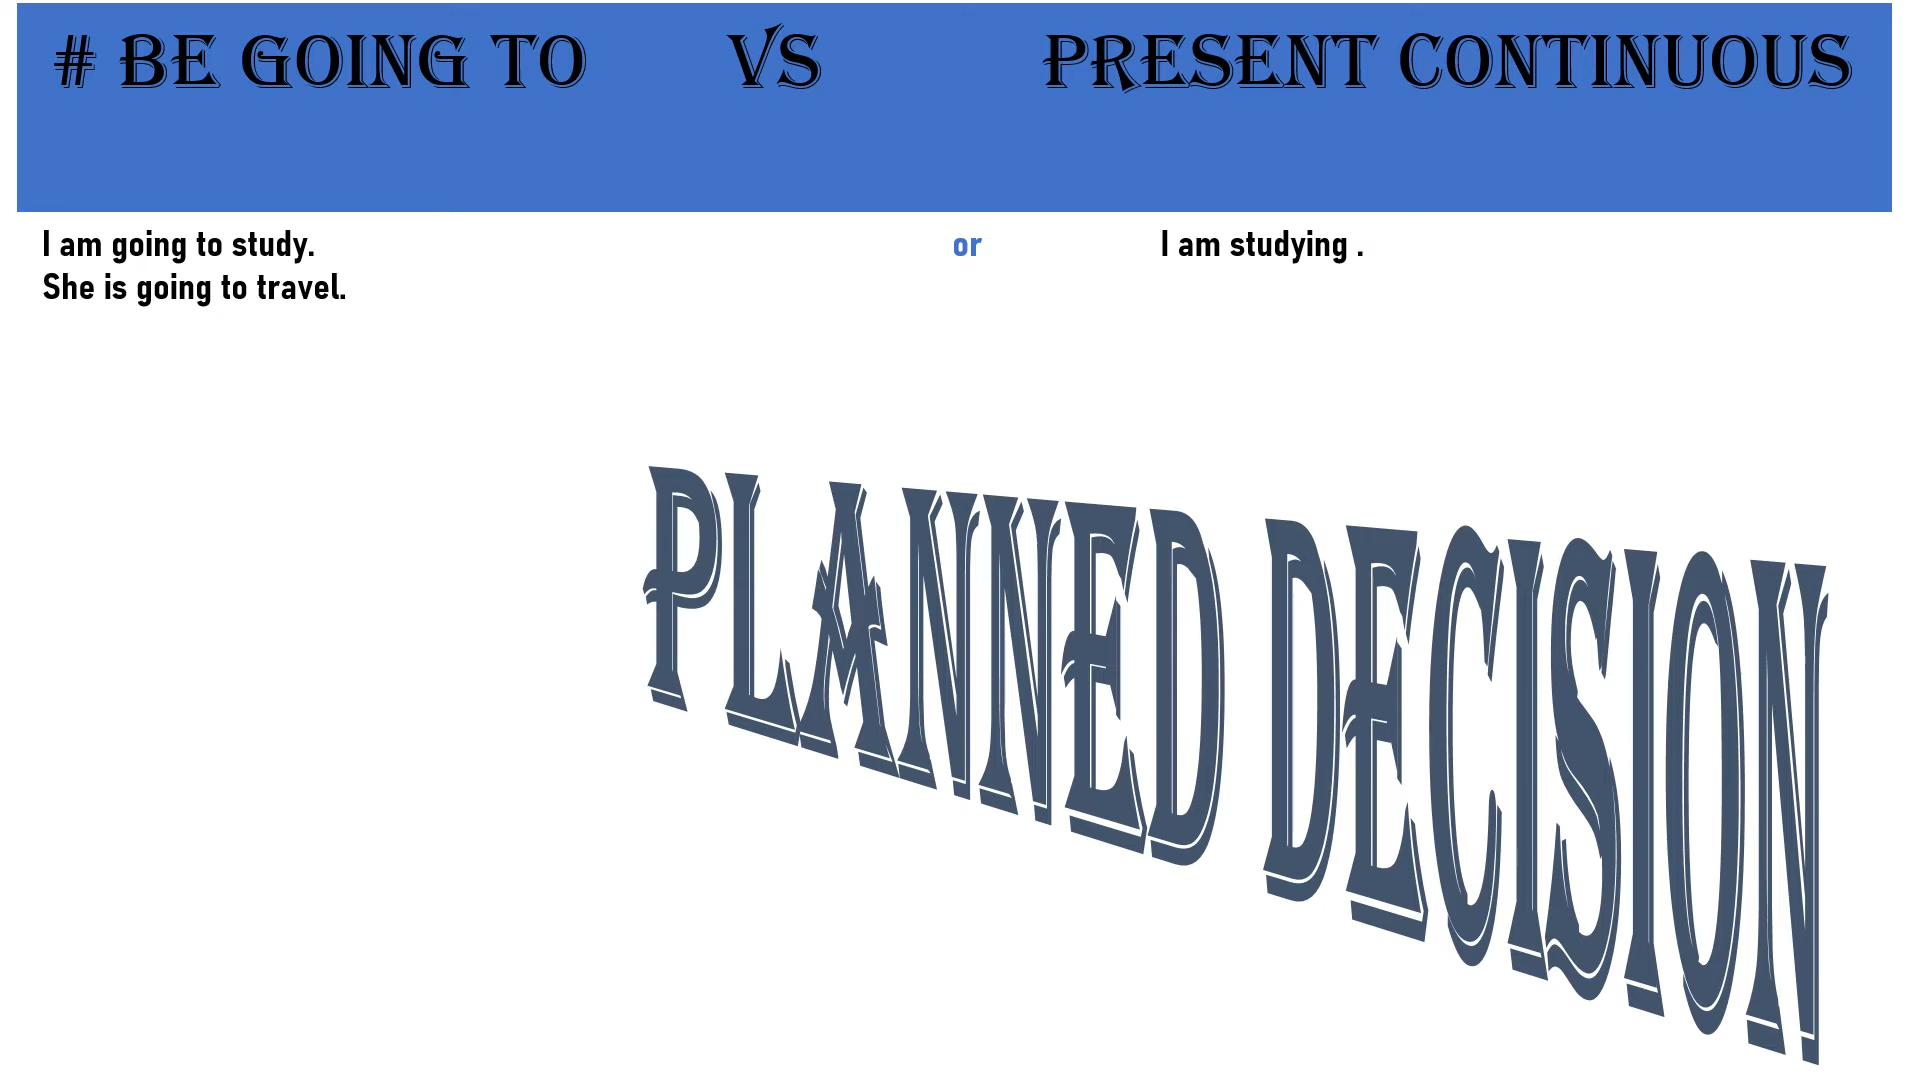 # BE GOING TO VS PRESENT CONTINUOUS
I am going to study. or I am studying .
She is going to travel.
PLANNED DECISION